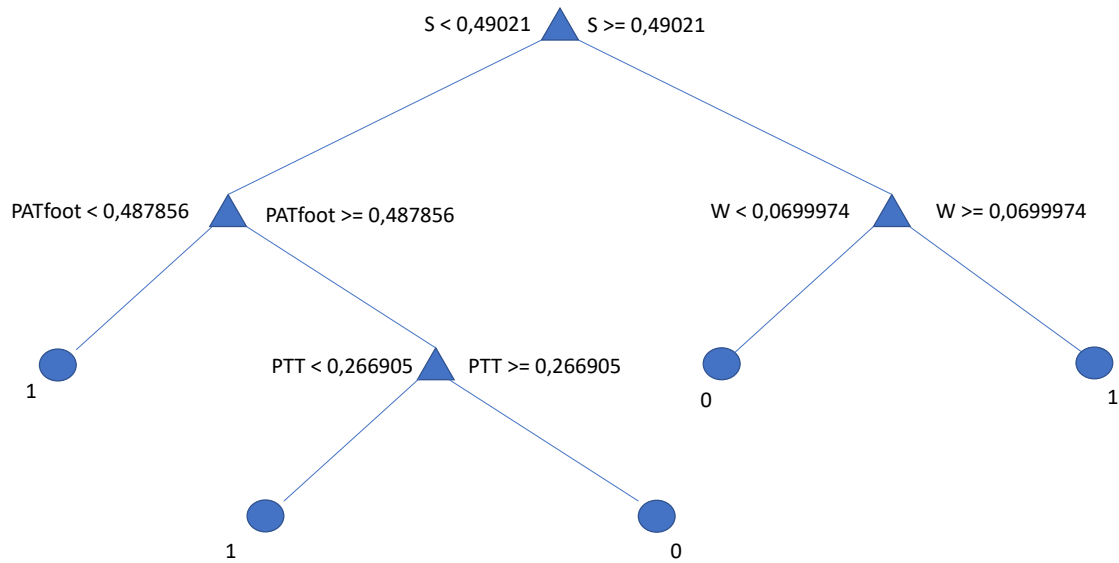 S < 0,49021
S >= 0,49021
PATfoot < 0,487856
PATfoot >= 0,487856
W < 0,0699974
W >= 0,0699974
PTT < 0,266905
PTT >= 0,266905
1
0
1
1
0